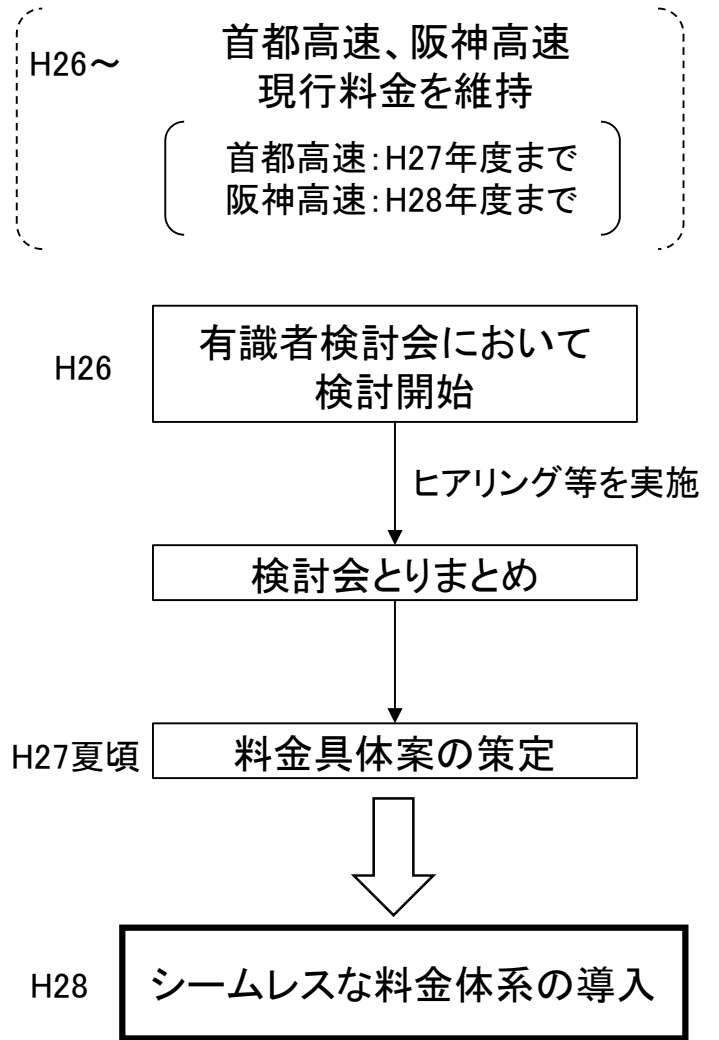 H26～
首都高速、阪神高速
現行料金を維持
首都高速：H27年度まで
阪神高速：H28年度まで
H26
有識者検討会において
検討開始
ヒアリング等を実施
検討会とりまとめ
H27夏頃
料金具体案の策定
H28
シームレスな料金体系の導入